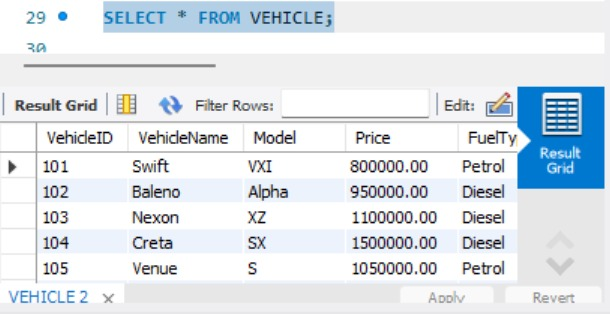 29 SELECT * FROM VEHICLE;
30
Result Grid Filter Rows: Edit:
VehicleID VehicleName Model Price FuelTy
101 Swift VXI 800000.00 Petrol
102 Baleno Alpha 950000.00 Diesel
103 Nexon XZ 1100000.00 Diesel
104 Creta SX 1500000.00 Diesel
105 Venue S 1050000.00 Petrol
Result
Grid
VEHICLE 2 × Apply Revert